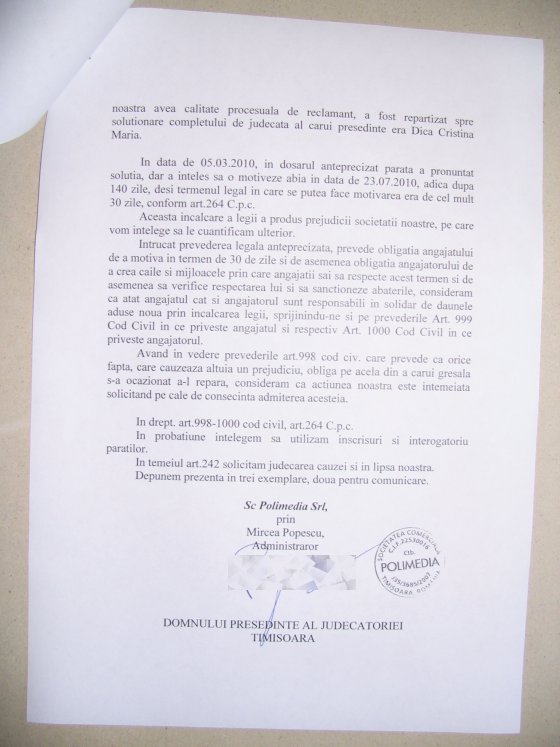 noastra avea calitate procesuala de reclamant, a fost repartizat spre
solutionare completului de judecata al carui presedinte era Dica Cristina
Maria.
In data de 05.03.2010, in dosarul anteprecizat parata a pronuntat
solutia, dar a inteles sa o motiveze abia in data de 23.07.2010, adica dupa
140 zile, desi termenul legal in care se putea face motivarea era de cel mult
30 zile, conform art.264 C.p.c.
Aceasta incalcare a legii a produs prejudicii societatii noastre, pe care
vom intelege sa le cuantificam ulterior.
Intrucat prevederea legala anteprecizata, prevede obligatia angajatului
de a motiva in termen de 30 de zile si de asemenea obligatia angajatorului de
a crea caile si mijloacele prin care angajatii sai sa respecte acest termen si de
asemenea sa verifice respectarea lui si sa sanctioneze abaterile, consideram
ca atat angajatul cat si angajatorul sunt responsabili in solidar de daunele
aduse noua prin incalcarea legii, sprijinindu-ne si pe prevederile Art. 999
Cod Civil in ce priveste angajatul si respectiv Art. 1000 Cod Civil in ce
priveste angajatorul.
Avand in vedere prevederile art.998 cod civ. care prevede ca orice
fapta, care cauzeaza altuia un prejudiciu, obliga pe acela din a carui gresala
s-a ocazionat a-l repara, consideram ca actiunea noastra este intemeiata
solicitand pe cale de consecinta admiterea acesteia.
In drept. art.998-1000 cod civil, art.264 C.p.c.
In probatiune intelegem sa utilizam inscrisuri si interogatoriu
paratilor.
In temeiul art.242 solicitam judecarea cauzei si in lipsa noastra.
Depunem prezenta in trei exemplare, doua pentru comunicare.
Sc Polimedia Srl,
prin
Mircea Popescu,
Administraror
SOCIETATEA COMERCIALA
C.I.F. 22530016
Ctb.
POLIMEDIA
J35/3685/2007
TIMISOARA, ROMANIA
DOMNULUI PRESEDINTE AL JUDECATORIEI
TIMISOARA